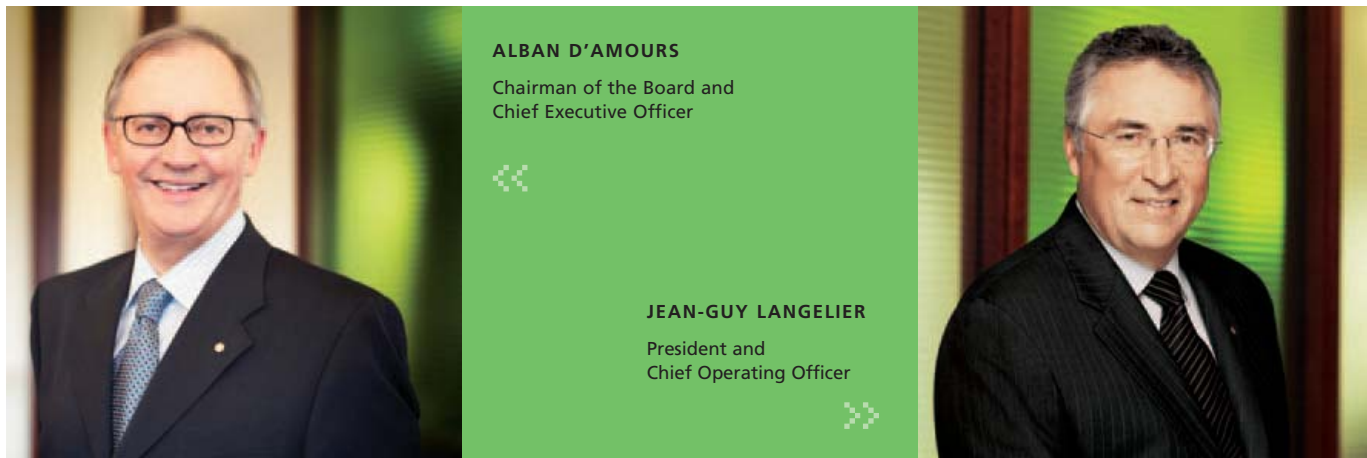 ALBAN D’AMOURS
Chairman of the Board and
Chief Executive Officer
«
JEAN-GUY LANGELIER
President and
Chief Operating Officer
»